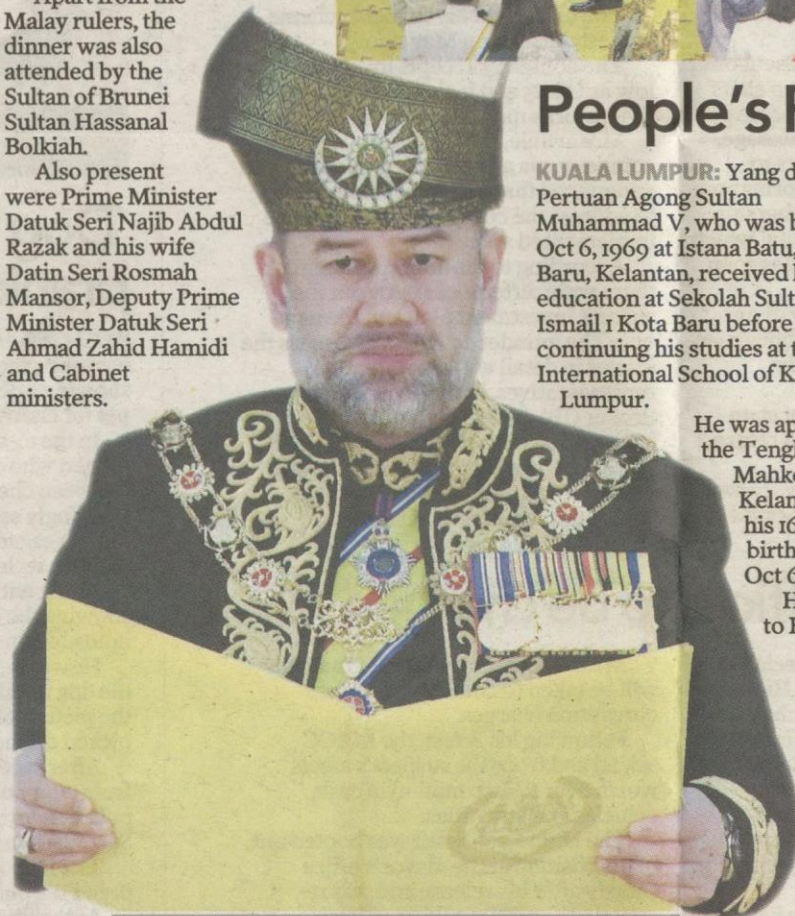 Malay rulers, the
dinner was also
attended by the
Sultan of Brunei
Sultan Hassanal
Bolkiah.
Also present
were Prime Minister
Datuk Seri Najib Abdul
Razak and his wife
Datin Seri Rosmah
Mansor, Deputy Prime
Minister Datuk Seri
Ahmad Zahid Hamidi
and Cabinet
ministers.
People's
KUALA LUMPUR: Yang
Pertuan Agong Sultan
Muhammad V, who was
Oct 6, 1969 at Istana Batu,
Baru, Kelantan, received
education at Sekolah
Ismail 1 Kota Baru before
continuing his studies at
International School of
Lumpur.
He was
the
his
Oct
to